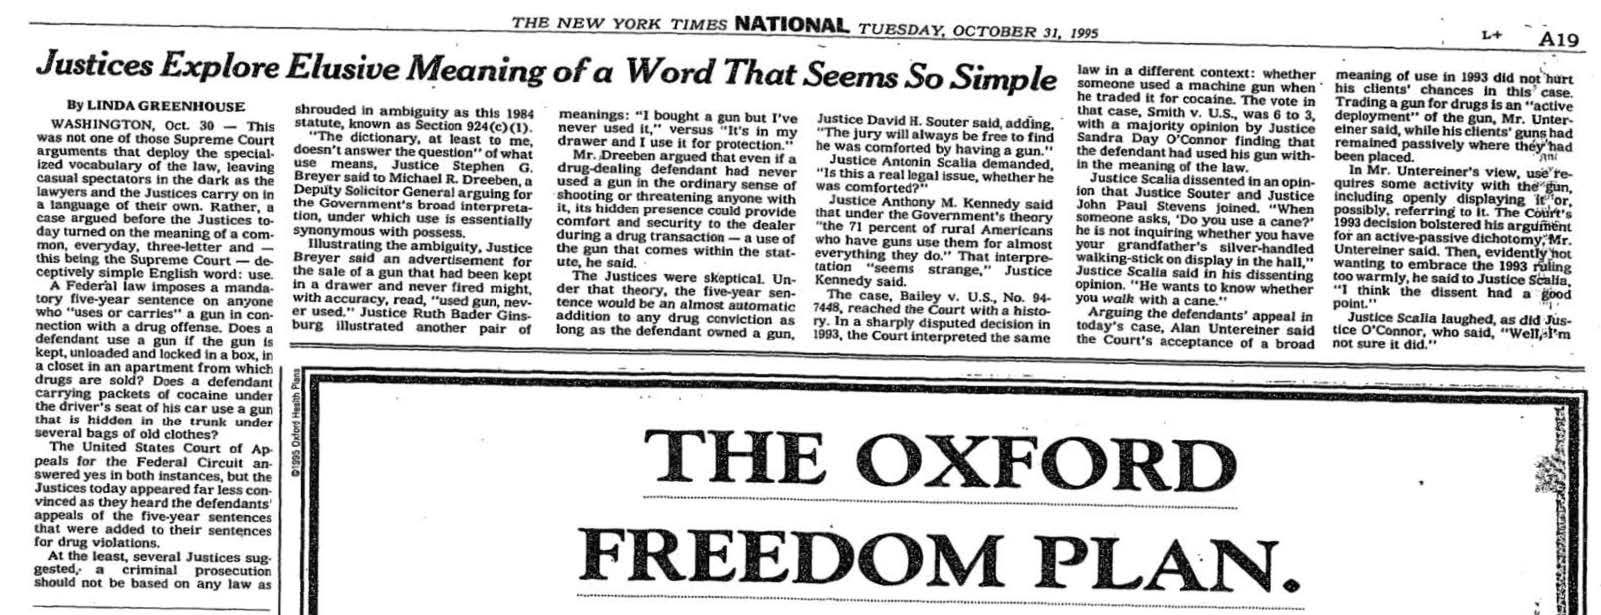 THE NEW YORK TIMES NATIONAL TUESDAY, OCTOBER 31, 1995
L+ A19
Justices Explore Elusive Meaning of a Word That Seems So Simple
By LINDA GREENHOUSE
WASHINGTON, Oct. 30 — This
was not one of those Supreme Court
arguments that deploy the special-
ized vocabulary of the law, leaving
casual spectators in the dark as the
lawyers and the Justices carry on in
a language of their own. Rather, a
case argued before the Justices to-
day turned on the meaning of a com-
mon, everyday, three-letter and —
this being the Supreme Court — de-
ceptively simple English word: use.
A Federal law imposes a manda-
tory five-year sentence on anyone
who "uses or carries" a gun in con-
nection with a drug offense. Does a
defendant use a gun if the gun is
kept, unloaded and locked in a box, in
a closet in an apartment from which
drugs are sold? Does a defendant
carrying packets of cocaine under
the driver's seat of his car use a gun
that is hidden in the trunk under
several bags of old clothes?
The United States Court of Ap-
peals for the Federal Circuit an-
swered yes in both instances, but the
Justices today appeared far less con-
vinced as they heard the defendants'
appeals of the five-year sentences
that were added to their sentences
for drug violations.
At the least, several Justices sug-
gested, a criminal prosecution
should not be based on any law as
shrouded in ambiguity as this 1984
statute, known as Section 924(c)(1).
"The dictionary, at least to me,
doesn't answer the question" of what
use means, Justice Stephen G.
Breyer said to Michael R. Dreeben, a
Deputy Solicitor General arguing for
the Government's broad interpreta-
tion, under which use is essentially
synonymous with possess.
Illustrating the ambiguity, Justice
Breyer said an advertisement for
the sale of a gun that had been kept
in a drawer and never fired might,
with accuracy, read, "used gun, nev-
er used." Justice Ruth Bader Gins-
burg illustrated another pair of
meanings: "I bought a gun but I've
never used it," versus "It's in my
drawer and I use it for protection."
Mr. Dreeben argued that even if a
drug-dealing defendant had never
used a gun in the ordinary sense of
shooting or threatening anyone with
it, its hidden presence could provide
comfort and security to the dealer
during a drug transaction — a use of
the gun that comes within the stat-
ute, he said.
The Justices were skeptical. Un-
der that theory, the five-year sen-
tence would be an almost automatic
addition to any drug conviction as
long as the defendant owned a gun,
Justice David H. Souter said, adding,
"The jury will always be free to find
he was comforted by having a gun."
Justice Antonin Scalia demanded,
"Is this a real legal issue, whether he
was comforted?"
Justice Anthony M. Kennedy said
that under the Government's theory
"the 71 percent of rural Americans
who have guns use them for almost
everything they do." That interpre-
tation "seems strange," Justice
Kennedy said.
The case, Bailey v. U.S., No. 94-
7448, reached the Court with a histo-
ry. In a sharply disputed decision in
1993, the Court interpreted the same
law in a different context: whether
someone used a machine gun when
he traded it for cocaine. The vote in
that case, Smith v. U.S., was 6 to 3,
with a majority opinion by Justice
Sandra Day O'Connor finding that
the defendant had used his gun with-
in the meaning of the law.
Justice Scalia dissented in an opin-
ion that Justice Souter and Justice
John Paul Stevens joined. "When
someone asks, 'Do you use a cane?'
he is not inquiring whether you have
your grandfather's silver-handled
walking-stick on display in the hall,"
Justice Scalia said in his dissenting
opinion. "He wants to know whether
you walk with a cane."
Arguing the defendants' appeal in
today's case, Alan Untereiner said
the Court's acceptance of a broad
meaning of use in 1993 did not hurt
his clients' chances in this case.
Trading a gun for drugs is an "active
deployment" of the gun, Mr. Unter-
einer said, while his clients' guns had
remained passively where they had
been placed.
In Mr. Untereiner's view, use re-
quires some activity with the gun,
including openly displaying it or,
possibly, referring to it. The Court's
1993 decision bolstered his argument
for an active-passive dichotomy, Mr.
Untereiner said. Then, evidently not
wanting to embrace the 1993 ruling
too warmly, he said to Justice Scalia,
"I think the dissent had a good
point."
Justice Scalia laughed, as did Jus-
tice O'Connor, who said, "Well, I'm
not sure it did."
©1995 Oxford Health Plans
THE OXFORD
FREEDOM PLAN.